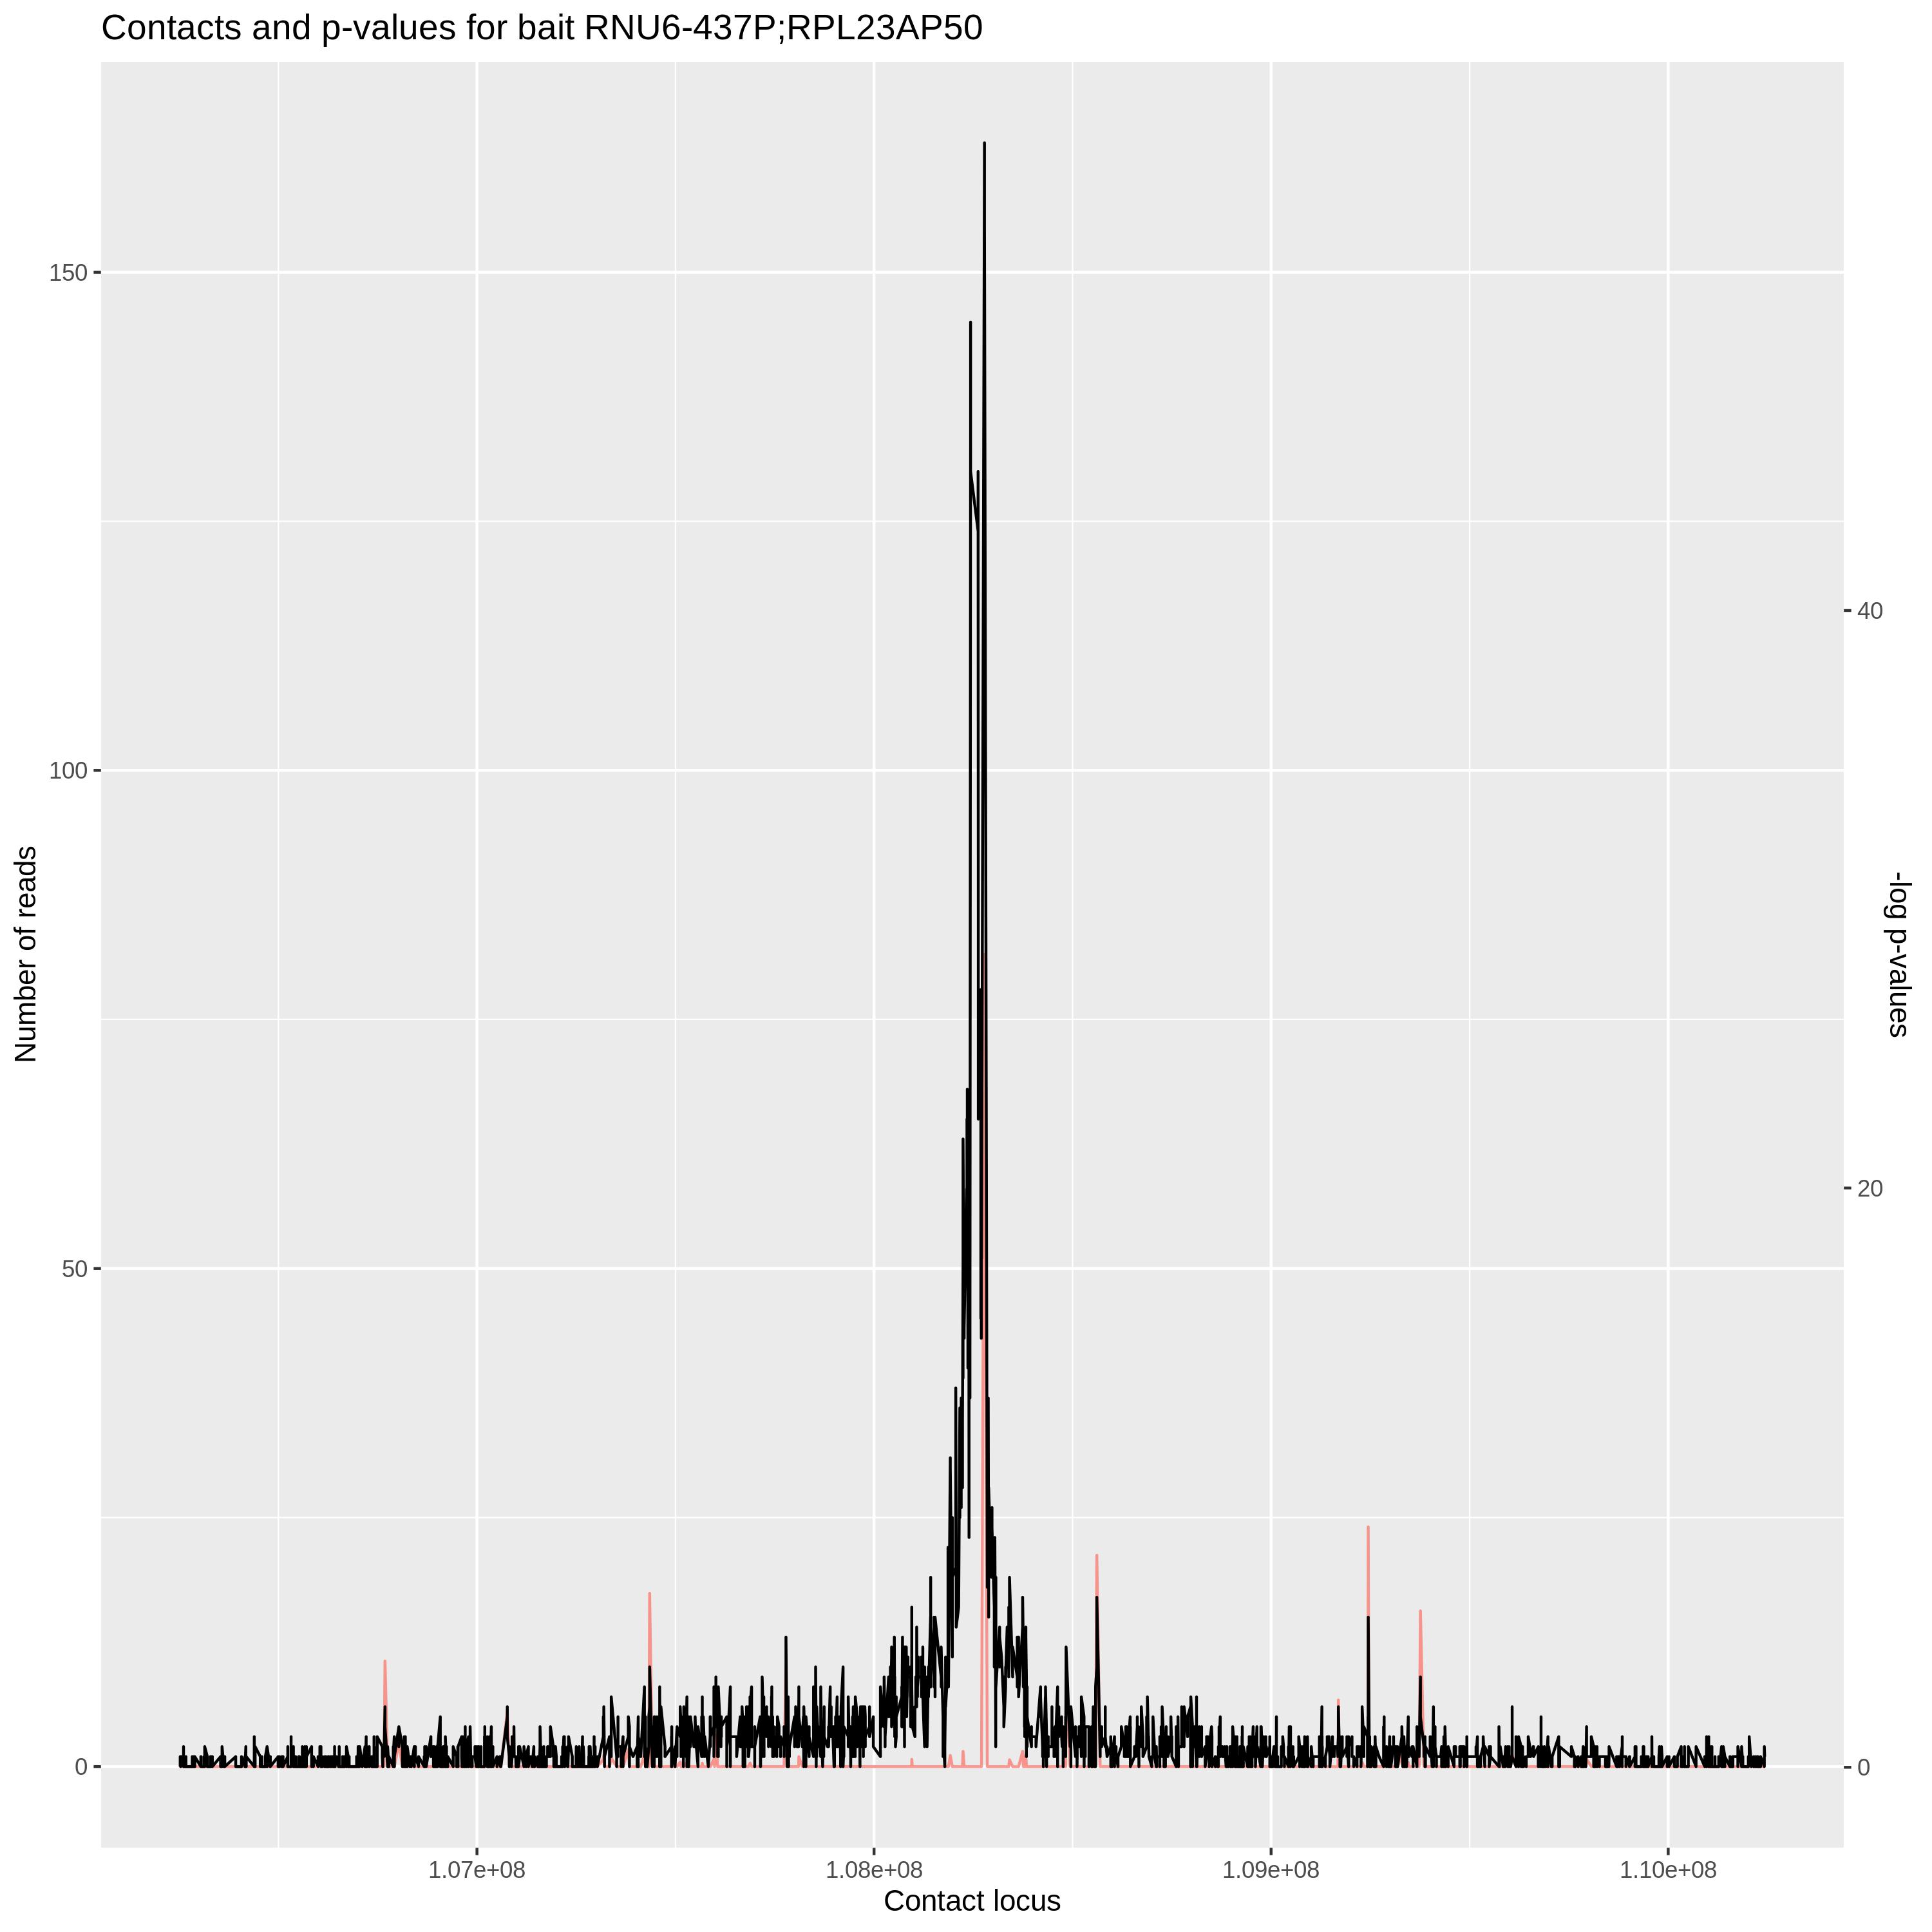 Contacts and p-values for bait RNU6-437P;RPL23AP50
150
100
50
0
Number of reads
40
20
0
-log p-values
1.07e+08 1.08e+08 1.09e+08 1.10e+08
Contact locus